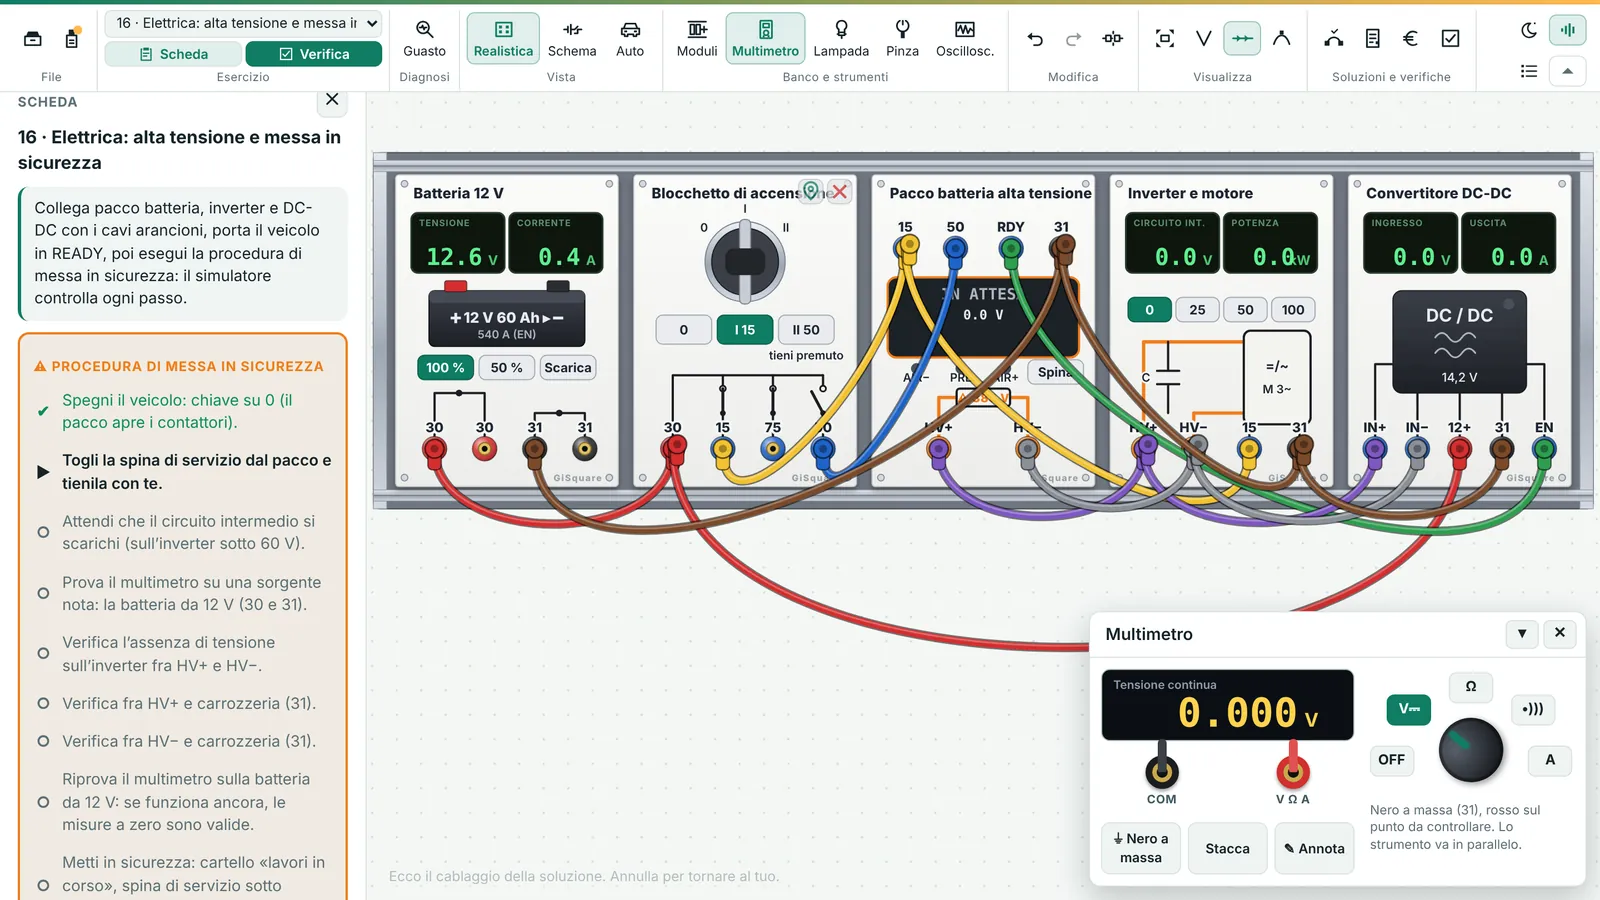 16 · Elettrica: alta tensione e messa ir
Scheda
Verifica
Guasto
Realistica
Schema
Auto
Moduli
Multimetro
Lampada
Pinza
Oscillosc.
File
Esercizio
Diagnosi
Vista
Banco e strumenti
Modifica
Visualizza
Soluzioni e verifiche
SCHEDA
16 · Elettrica: alta tensione e messa in
sicurezza
Collega pacco batteria, inverter e DC-
DC con i cavi arancioni, porta il veicolo
in READY, poi esegui la procedura di
messa in sicurezza: il simulatore
controlla ogni passo.
PROCEDURA DI MESSA IN SICUREZZA
Spegni il veicolo: chiave su 0 (il
pacco apre i contattori).
Togli la spina di servizio dal pacco e
tienila con te.
Attendi che il circuito intermedio si
scarichi (sull’inverter sotto 60 V).
Prova il multimetro su una sorgente
nota: la batteria da 12 V (30 e 31).
Verifica l’assenza di tensione
sull’inverter fra HV+ e HV−.
Verifica fra HV+ e carrozzeria (31).
Verifica fra HV− e carrozzeria (31).
Riprova il multimetro sulla batteria
da 12 V: se funziona ancora, le
misure a zero sono valide.
Metti in sicurezza: cartello «lavori in
corso», spina di servizio sotto
Batteria 12 V
TENSIONE
12.6 V
CORRENTE
0.4 A
+ 12 V 60 Ah ▸ −
540 A (EN)
100 %
50 %
Scarica
30
30
31
31
GiSquare
Blocchetto di accens
0
I
II
0
I 15
II 50
tieni premuto
30
15
75
Pacco batteria alta tensione
15
50
RDY
31
IN ATTES
0.0 V
Spina
Inverter e motore
CIRCUITO INT.
0.0 V
POTENZA
0.0 kW
0
25
50
100
C
=/~
M 3~
HV−
15
31
Convertitore DC-DC
INGRESSO
0.0 V
USCITA
0.0 A
DC / DC
14,2 V
IN+
IN−
12+
31
EN
Multimetro
Tensione continua
0.000 V
COM
V Ω A
Nero a
massa
Stacca
✎ Annota
Ω
V⎓
•)))
OFF
A
Nero a massa (31), rosso sul
punto da controllare. Lo
strumento va in parallelo.
Ecco il cablaggio della soluzione. Annulla per tornare al tuo.